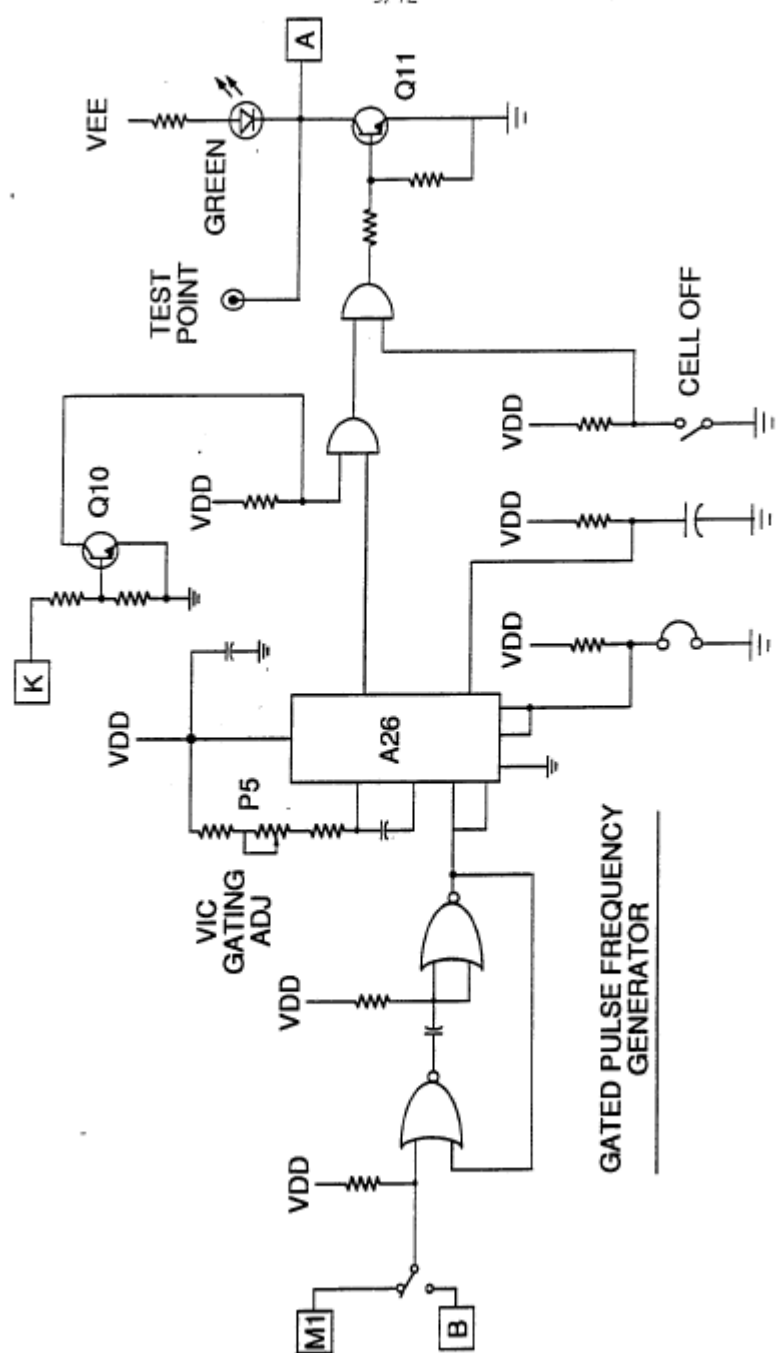 VEE
GREEN
A
Q11
TEST
POINT
K
Q10
VDD
VDD
VDD
CELL OFF
VDD
VDD
VDD
A26
P5
VIC
GATING
ADJ
VDD
VDD
M1
B
GATED PULSE FREQUENCY
GENERATOR